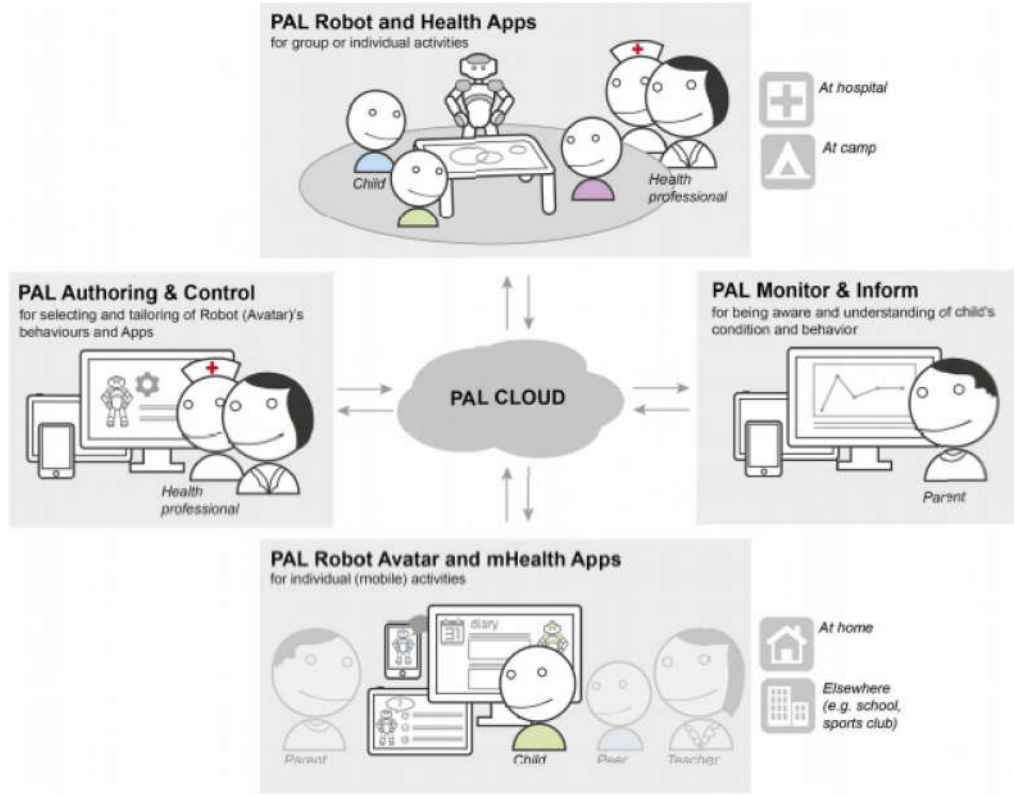 PAL Robot and Health Apps
for group or individual activities
Child
Health
professional
At hospital
At camp
PAL Authoring & Control
for selecting and tailoring of Robot (Avatar)'s
behaviours and Apps
Health
professional
PAL CLOUD
PAL Monitor & Inform
for being aware and understanding of child's
condition and behavior
Parent
PAL Robot Avatar and mHealth Apps
for individual (mobile) activities
31
diary
?
Parent
Child
Peer
Teacher
At home
Elsewhere
(e.g. school,
sports club)